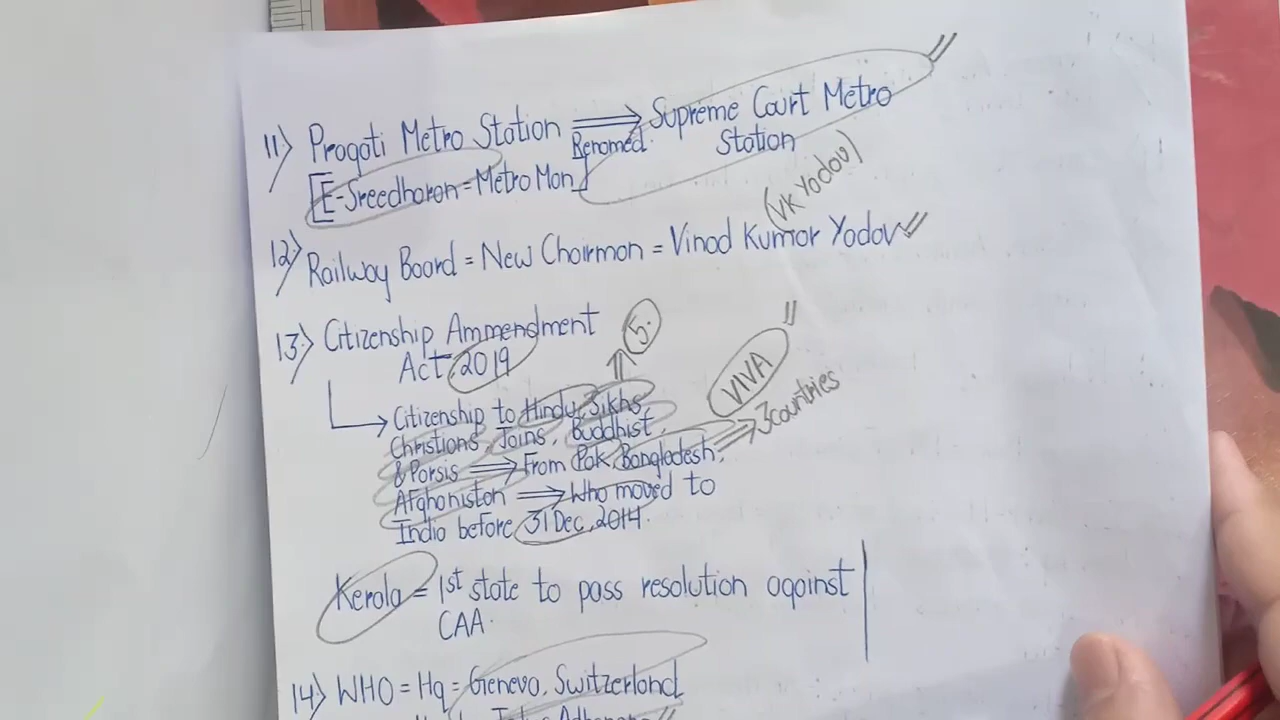 11) Pragati Metro Station ⟹ Supreme Court Metro
Renamed. Station
[E-Sreedharan = Metro Man]
(VK Yadav)
12) Railway Board = New Chairman = Vinod Kumar Yadav
13) Citizenship Ammendment
Act, 2019
5.
VIVA
→ Citizenship to Hindu, Sikhs,
Christians, Jains, Buddhist,
& Parsis ⟹ From Pak, Bangladesh, ⟹ 3 countries
Afghanistan ⟹ Who moved to
India before 31 Dec, 2014.
Kerala = 1st state to pass resolution against
CAA.
14) WHO = Hq = Geneva, Switzerland